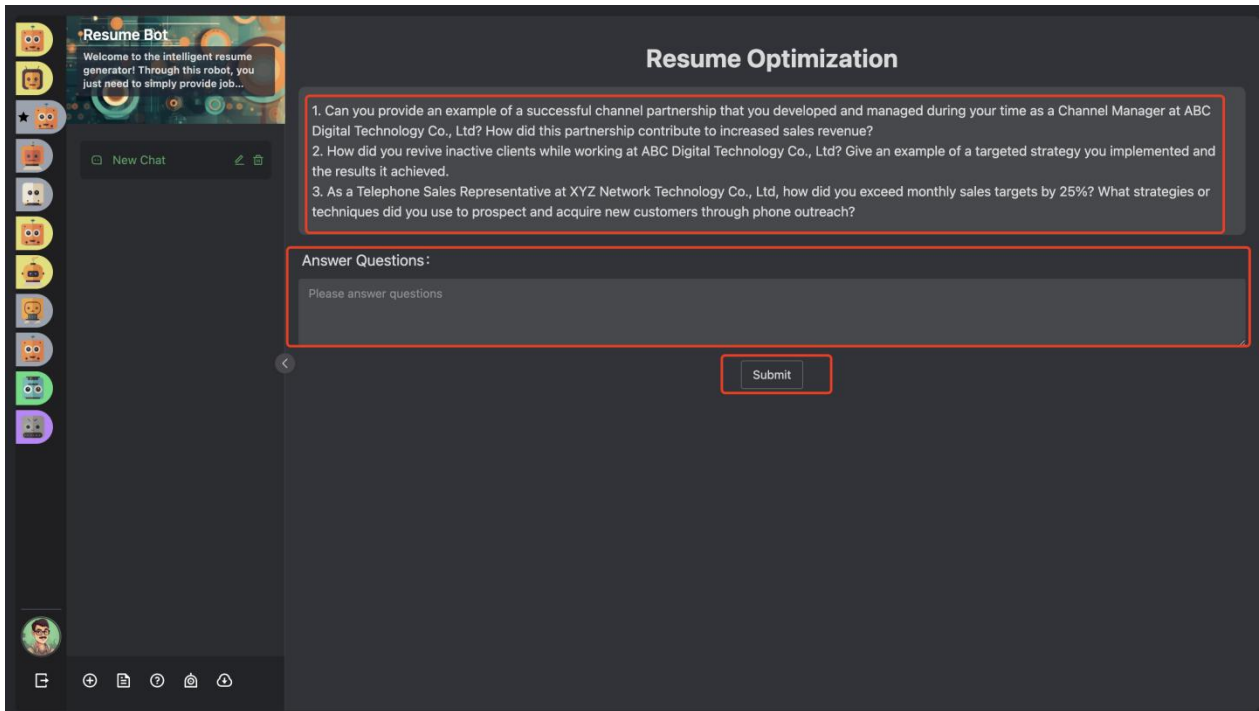 Resume Bot
Welcome to the intelligent resume
generator! Through this robot, you
just need to simply provide job...
New Chat
Resume Optimization
1. Can you provide an example of a successful channel partnership that you developed and managed during your time as a Channel Manager at ABC
Digital Technology Co., Ltd? How did this partnership contribute to increased sales revenue?
2. How did you revive inactive clients while working at ABC Digital Technology Co., Ltd? Give an example of a targeted strategy you implemented and
the results it achieved.
3. As a Telephone Sales Representative at XYZ Network Technology Co., Ltd, how did you exceed monthly sales targets by 25%? What strategies or
techniques did you use to prospect and acquire new customers through phone outreach?
Answer Questions:
Please answer questions
Submit